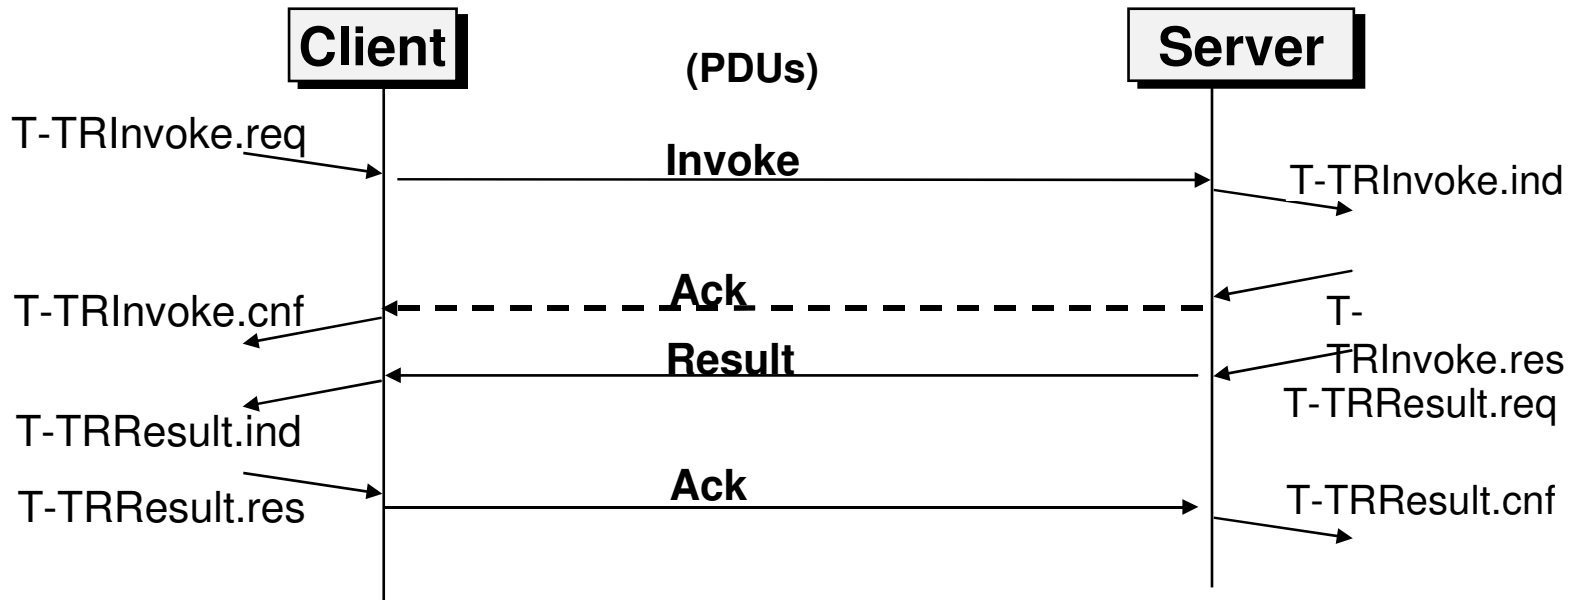 Client
(PDUs)
Server
T-TRInvoke.req
Invoke
T-TRInvoke.ind
Ack
T-TRInvoke.cnf
T-
TRInvoke.res
Result
T-TRResult.req
T-TRResult.ind
Ack
T-TRResult.res
T-TRResult.cnf